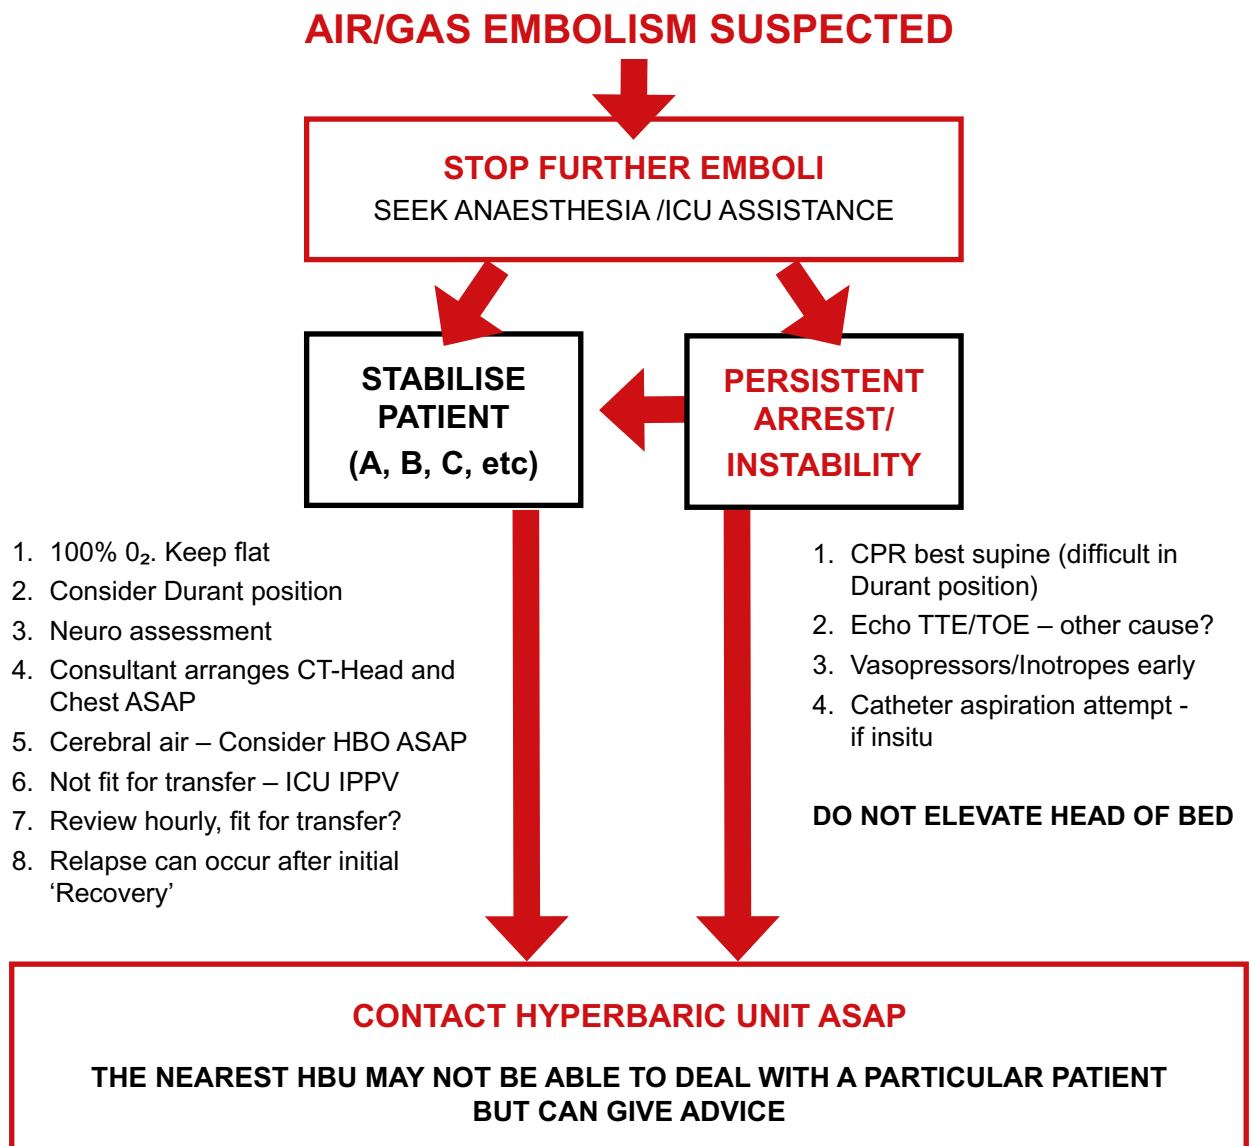 AIR/GAS EMBOLISM SUSPECTED
STOP FURTHER EMBOLI
SEEK ANAESTHESIA /ICU ASSISTANCE
STABILISE
PATIENT
(A, B, C, etc)
PERSISTENT
ARREST/
INSTABILITY
1. 100% 0₂. Keep flat
2. Consider Durant position
3. Neuro assessment
4. Consultant arranges CT-Head and
Chest ASAP
5. Cerebral air – Consider HBO ASAP
6. Not fit for transfer – ICU IPPV
7. Review hourly, fit for transfer?
8. Relapse can occur after initial
‘Recovery’
1. CPR best supine (difficult in
Durant position)
2. Echo TTE/TOE – other cause?
3. Vasopressors/Inotropes early
4. Catheter aspiration attempt -
if insitu
DO NOT ELEVATE HEAD OF BED
CONTACT HYPERBARIC UNIT ASAP
THE NEAREST HBU MAY NOT BE ABLE TO DEAL WITH A PARTICULAR PATIENT
BUT CAN GIVE ADVICE